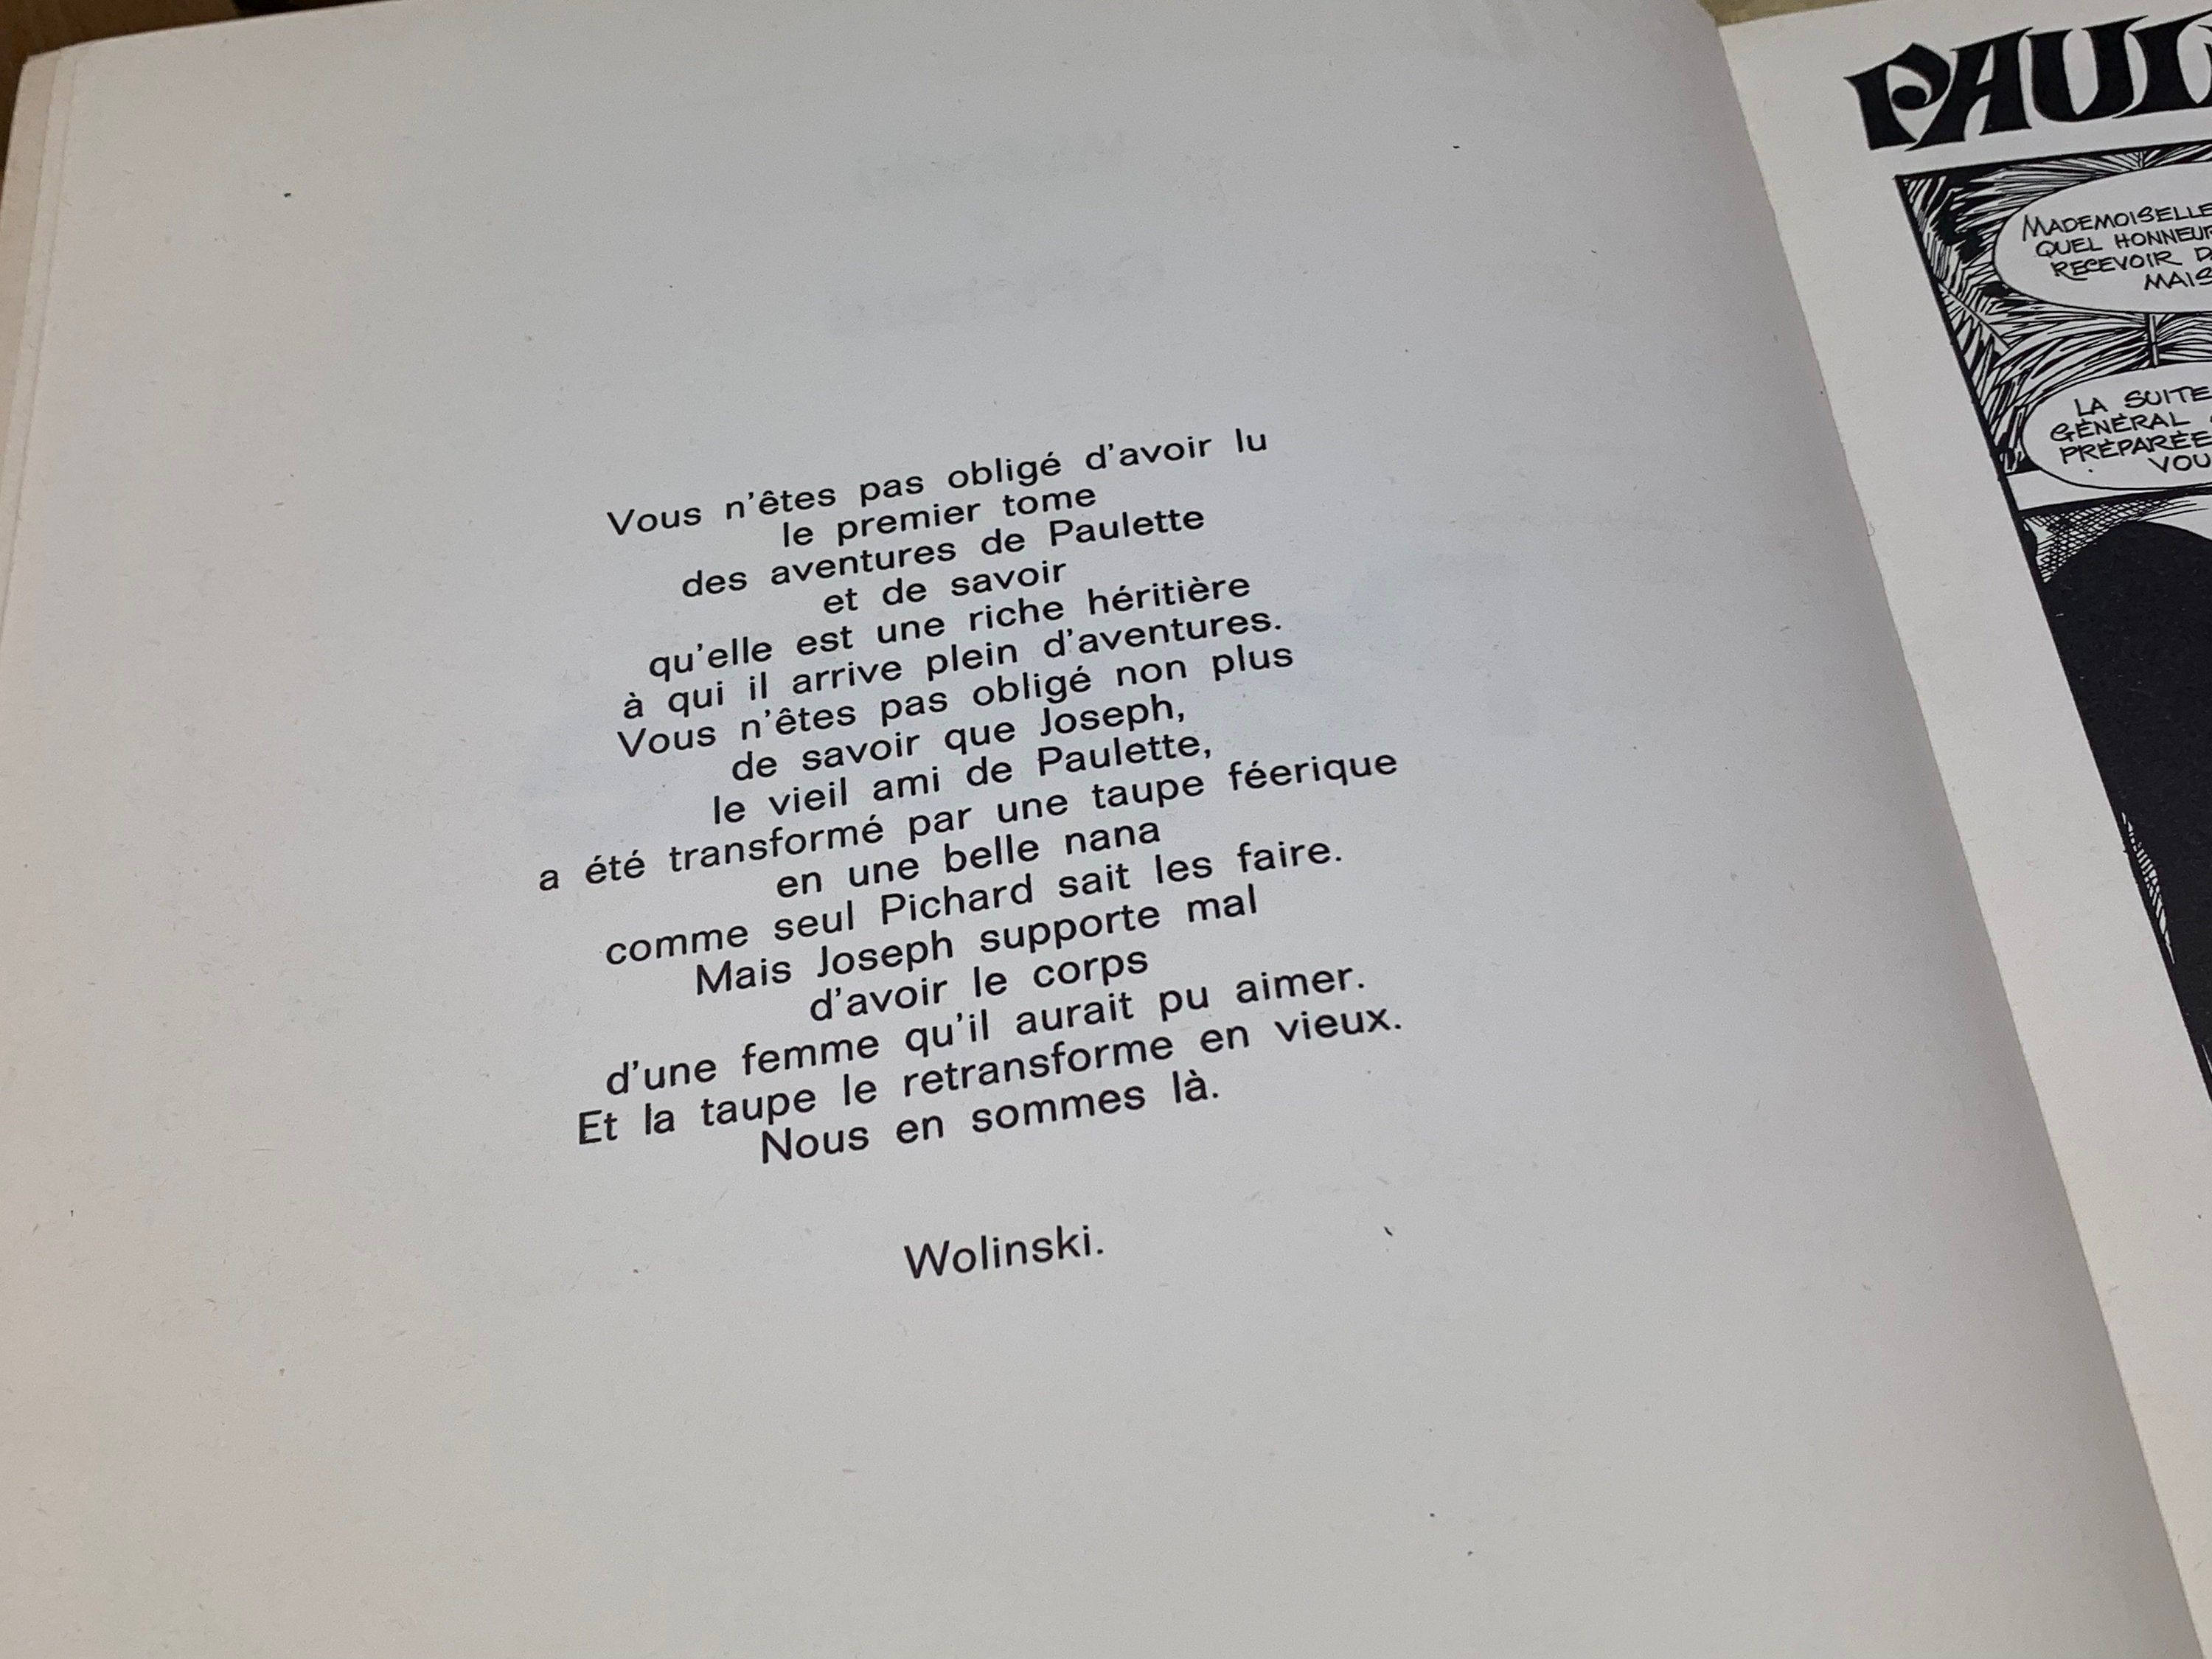 Vous n'êtes pas obligé d'avoir lu
le premier tome
des aventures de Paulette
et de savoir
qu'elle est une riche héritière
à qui il arrive plein d'aventures.
Vous n'êtes pas obligé non plus
de savoir que Joseph,
le vieil ami de Paulette,
a été transformé par une taupe féerique
en une belle nana
comme seul Pichard sait les faire.
Mais Joseph supporte mal
d'avoir le corps
d'une femme qu'il aurait pu aimer.
Et la taupe le retransforme en vieux.
Nous en sommes là.
Wolinski.
PAUL
MADEMOISELLE
QUEL HONNEUR
RECEVOIR
MAIS
LA SUITE
GÉNÉRAL
PRÉPARÉE
VOU